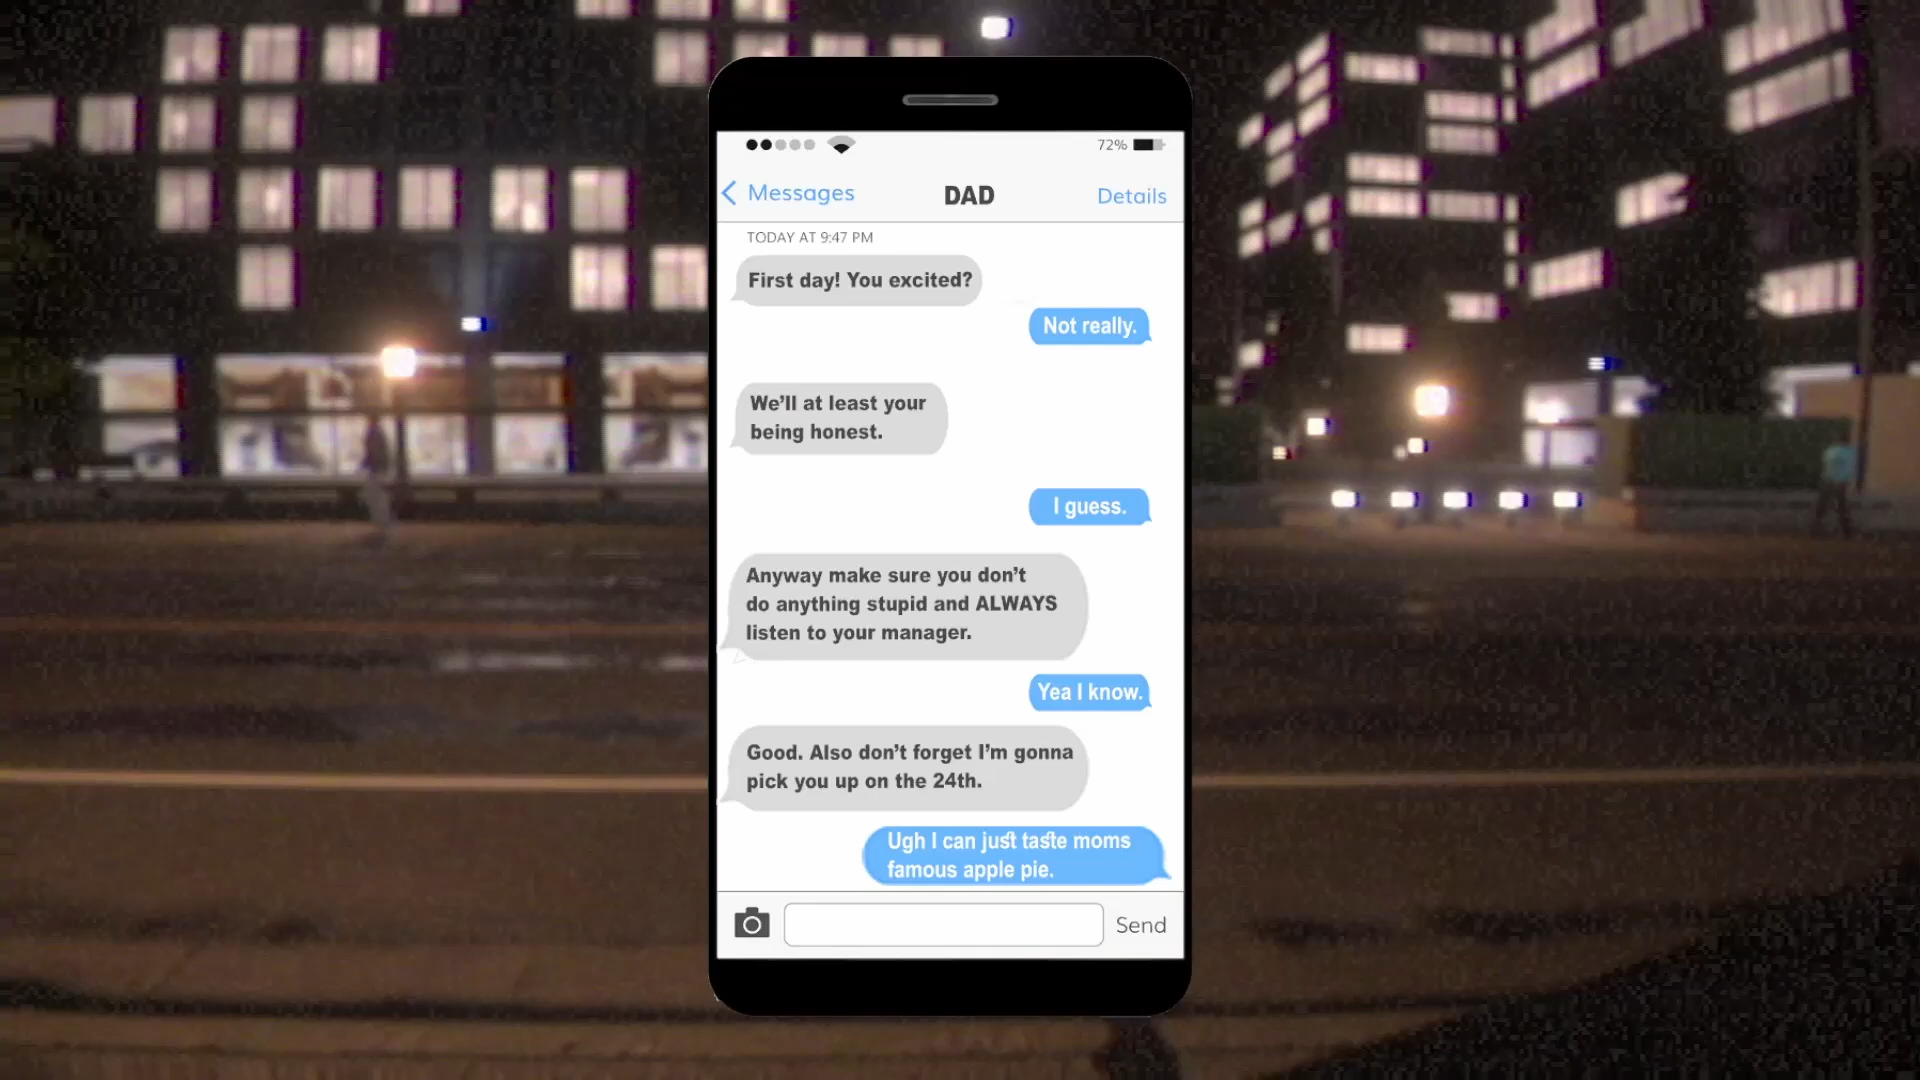 72%
Messages
DAD
Details
TODAY AT 9:47 PM
First day! You excited?
Not really.
We'll at least your
being honest.
I guess.
Anyway make sure you don't
do anything stupid and ALWAYS
listen to your manager.
Yea I know.
Good. Also don't forget I'm gonna
pick you up on the 24th.
Ugh I can just taste moms
famous apple pie.
Send